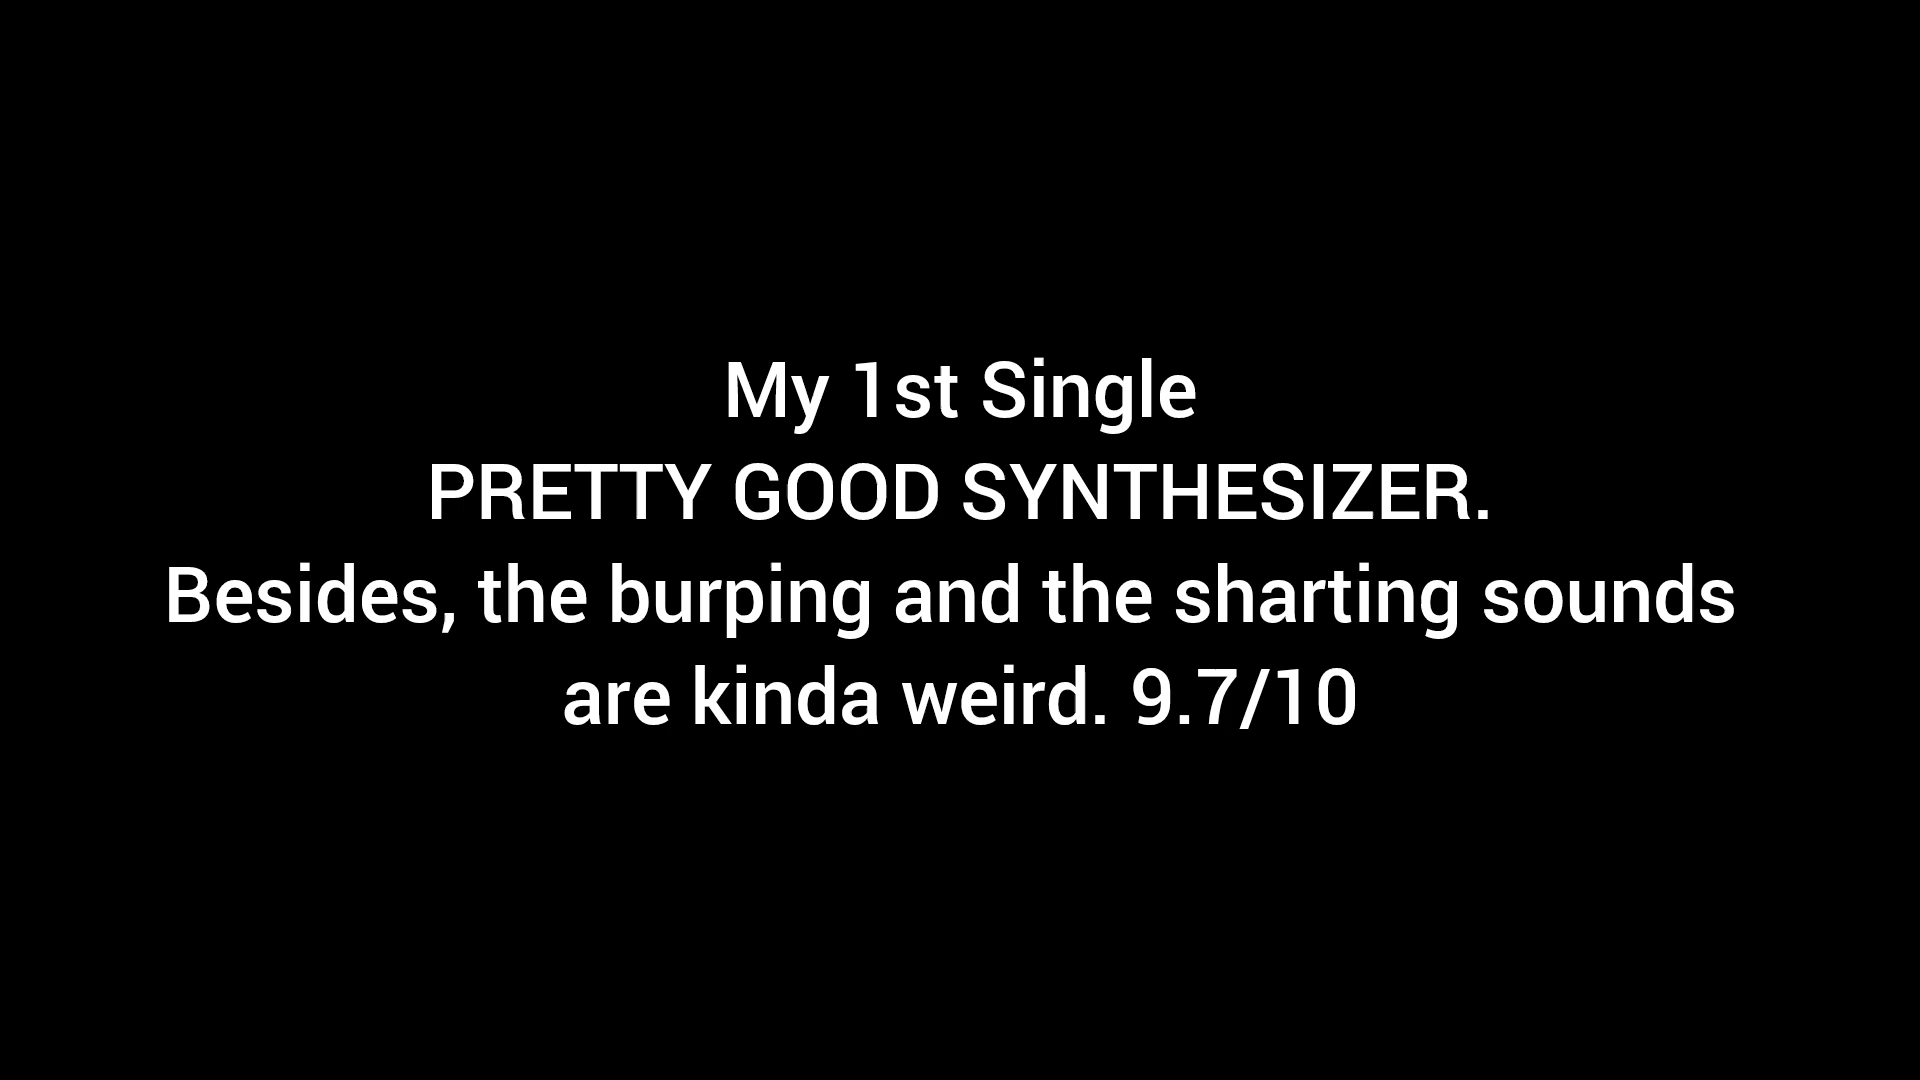 My 1st Single
PRETTY GOOD SYNTHESIZER.
Besides, the burping and the sharting sounds
are kinda weird. 9.7/10